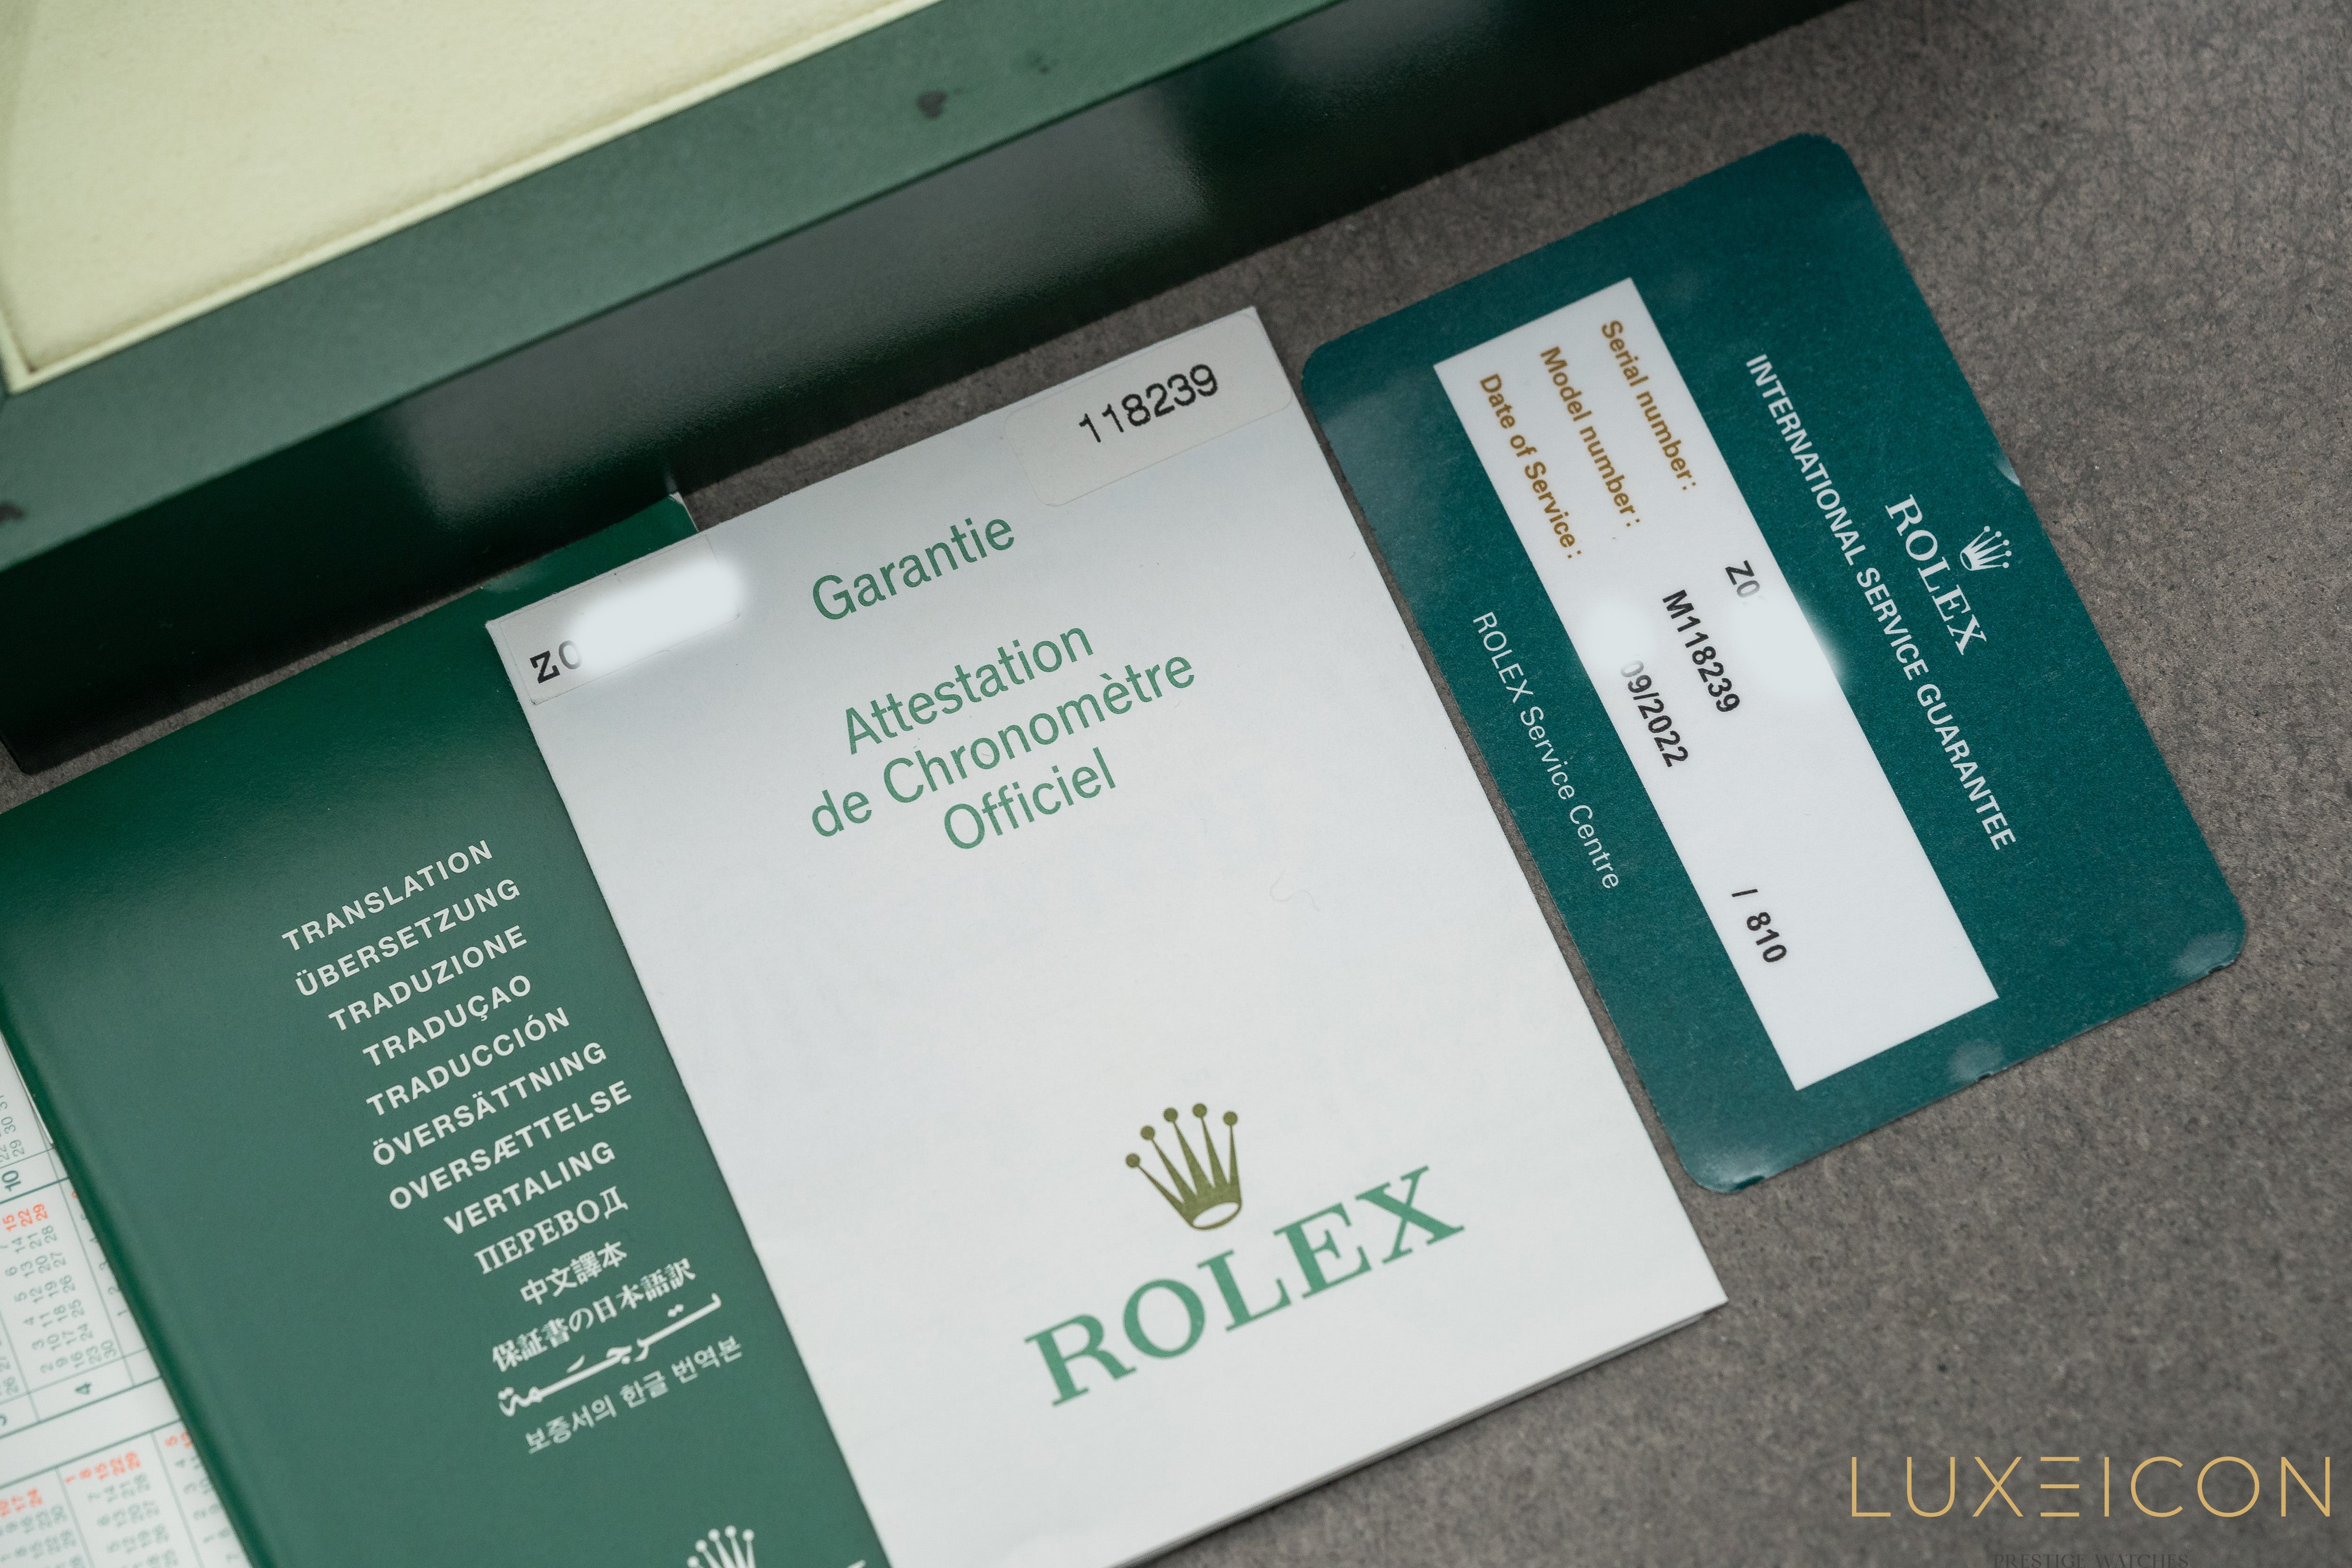 TRANSLATION
ÜBERSETZUNG
TRADUZIONE
TRADUÇAO
TRADUCCIÓN
ÖVERSÄTTNING
OVERSÆTTELSE
VERTALING
ПЕРЕВОД
中文譯本
保証書の日本語訳
تـرجـمـة
보증서의 한글 번역본
118239
Z0
Garantie
Attestation
de Chronomètre
Officiel
ROLEX
ROLEX
INTERNATIONAL SERVICE GUARANTEE
Serial number: Z0 / 810
Model number: M118239
Date of Service: 09/2022
ROLEX Service Centre
LUXEICON
PRESTIGE WATCHES